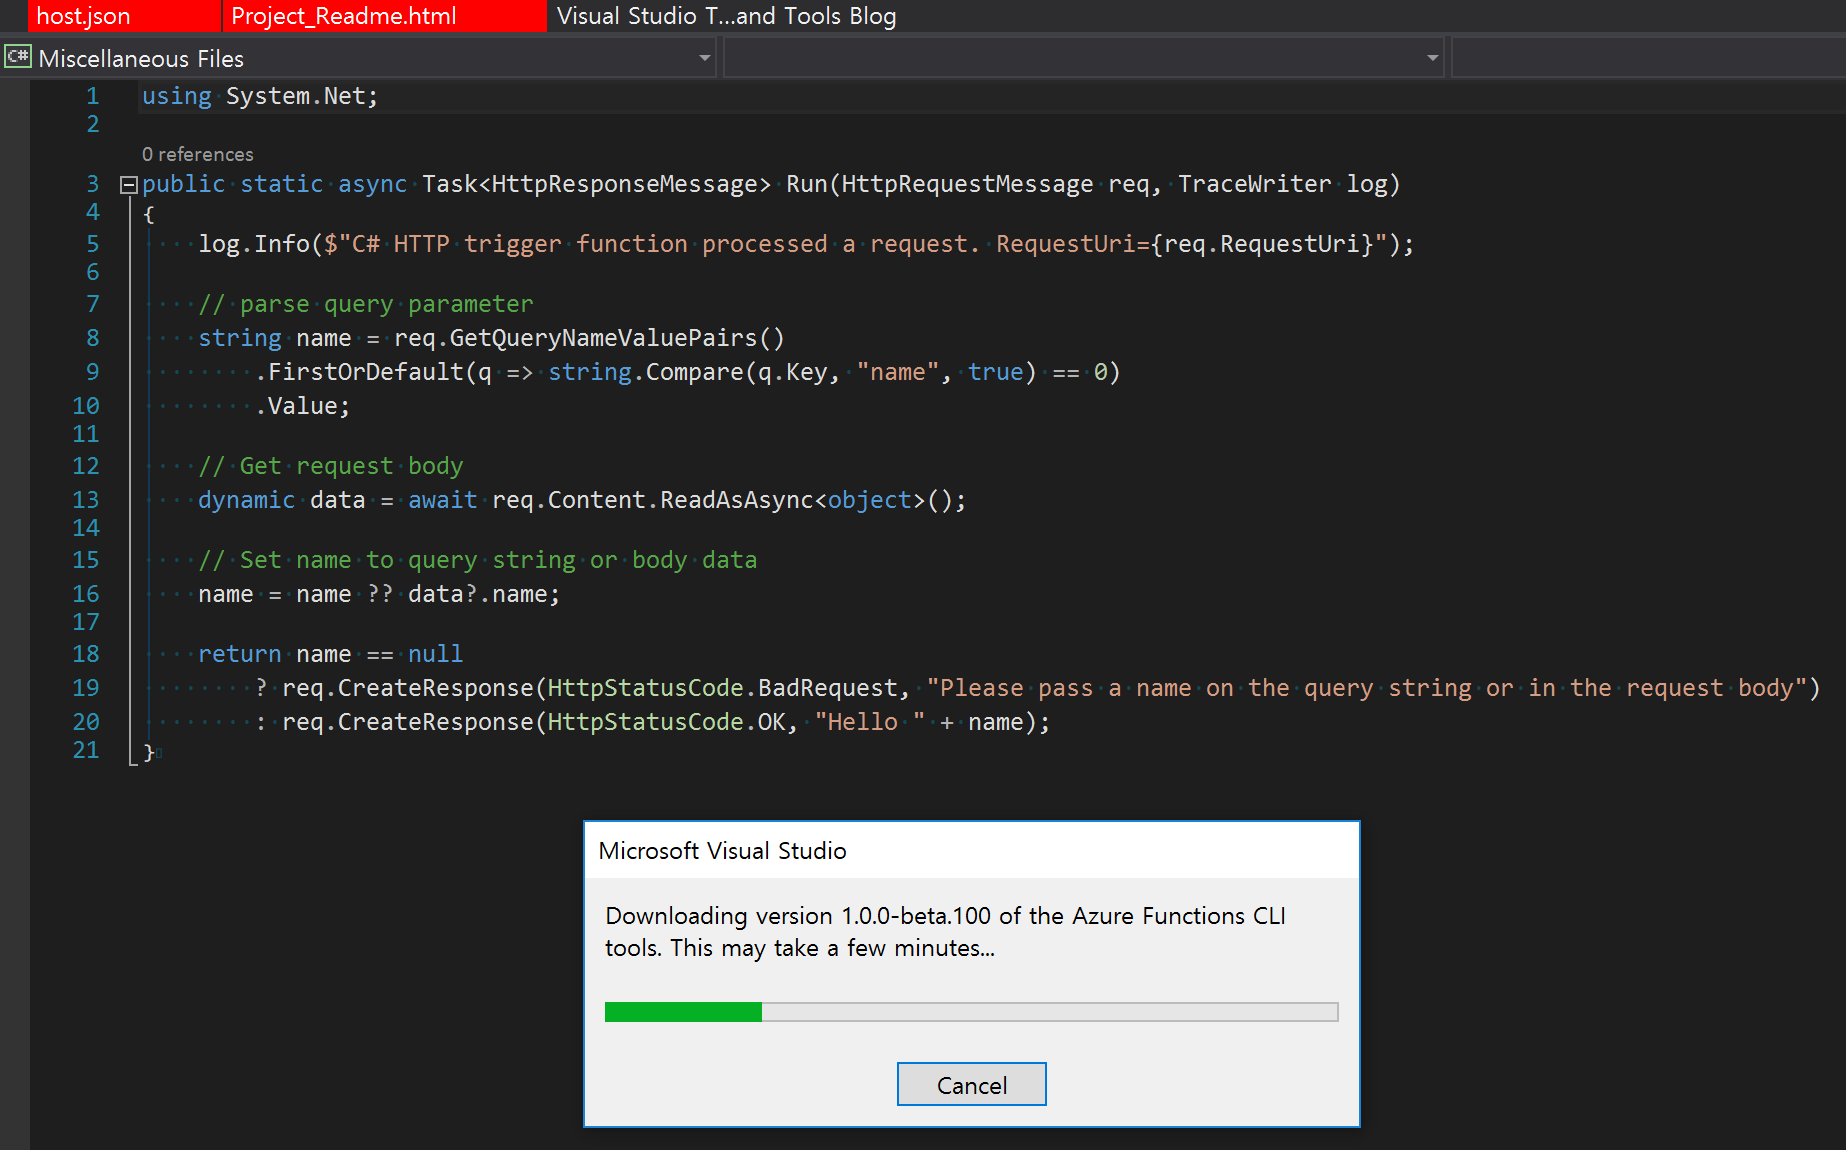 host.json
Project_Readme.html
Visual Studio T...and Tools Blog
C# Miscellaneous Files
1 using System.Net;
2
0 references
3 public static async Task<HttpResponseMessage> Run(HttpRequestMessage req, TraceWriter log)
4 {
5 log.Info($"C# HTTP trigger function processed a request. RequestUri={req.RequestUri}");
6
7 // parse query parameter
8 string name = req.GetQueryNameValuePairs()
9 .FirstOrDefault(q => string.Compare(q.Key, "name", true) == 0)
10 .Value;
11
12 // Get request body
13 dynamic data = await req.Content.ReadAsAsync<object>();
14
15 // Set name to query string or body data
16 name = name ?? data?.name;
17
18 return name == null
19 ? req.CreateResponse(HttpStatusCode.BadRequest, "Please pass a name on the query string or in the request body")
20 : req.CreateResponse(HttpStatusCode.OK, "Hello " + name);
21 }
Microsoft Visual Studio
Downloading version 1.0.0-beta.100 of the Azure Functions CLI
tools. This may take a few minutes...
Cancel